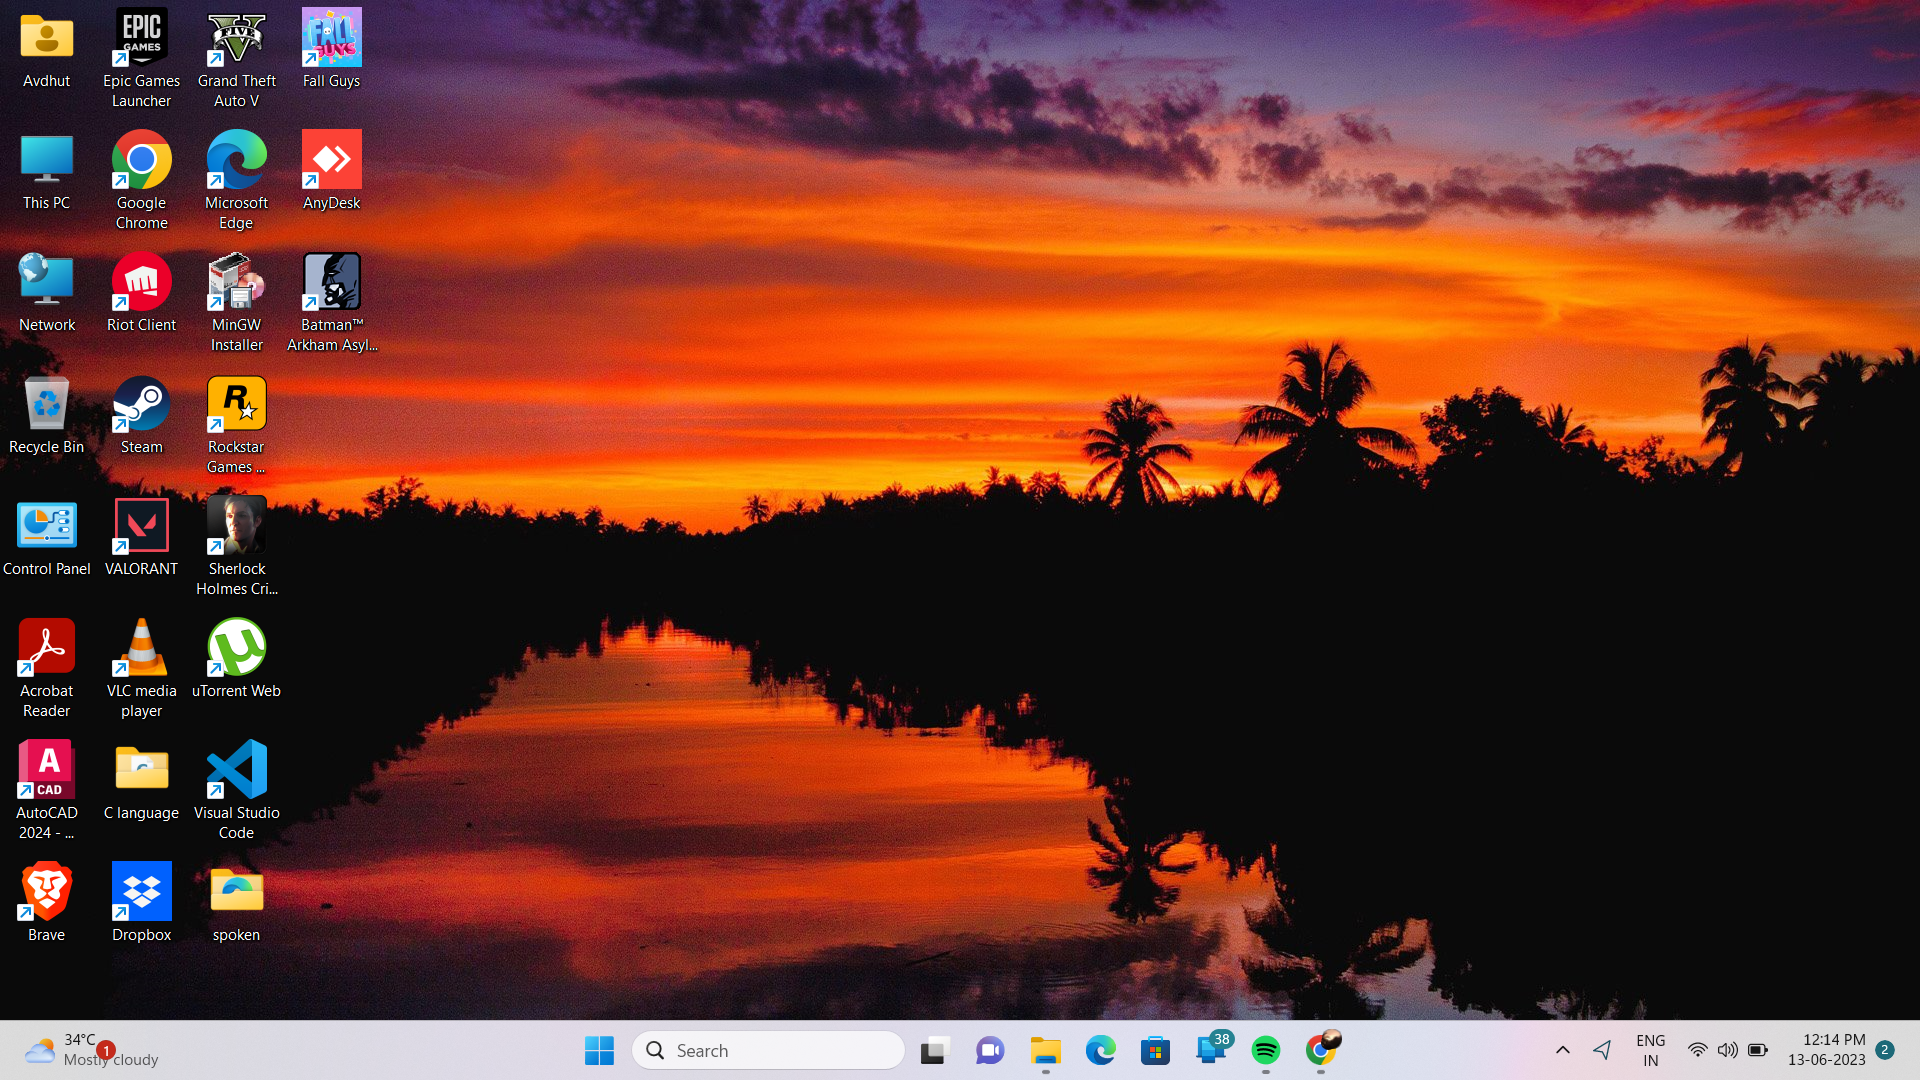 Avdhut
EPIC
GAMES
Epic Games
Launcher
FIVE
Grand Theft
Auto V
FALL
GUYS
Fall Guys
This PC
Google
Chrome
Microsoft
Edge
AnyDesk
Network
Riot Client
MinGW
Installer
Batman™
Arkham Asyl...
Recycle Bin
Steam
R
Rockstar
Games ...
Control Panel
VALORANT
Sherlock
Holmes Cri...
Acrobat
Reader
VLC media
player
µ
uTorrent Web
A
CAD
AutoCAD
2024 - ...
C
C language
Visual Studio
Code
Brave
Dropbox
spoken
34°C
1
Mostly cloudy
Search
38
ENG
IN
12:14 PM
13-06-2023
2